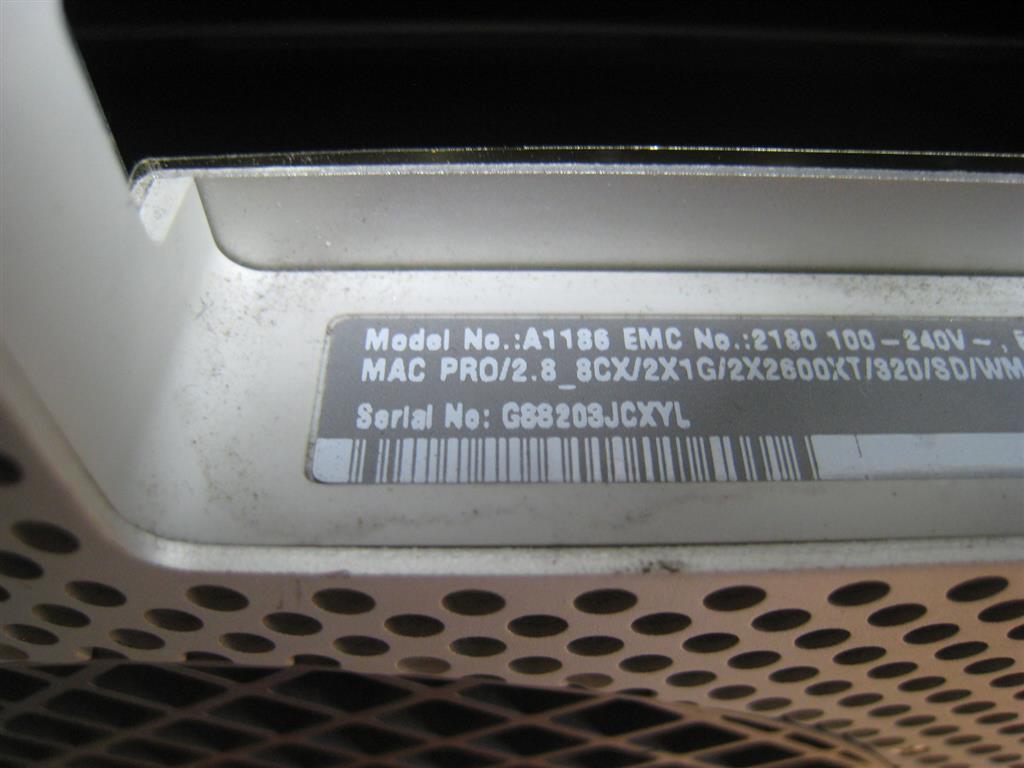 Model No.:A1186 EMC No.:2180 100-240V~,
MAC PRO/2.8_8CX/2X1G/2X2600XT/320/SD/WM
Serial No: G88203JCXYL